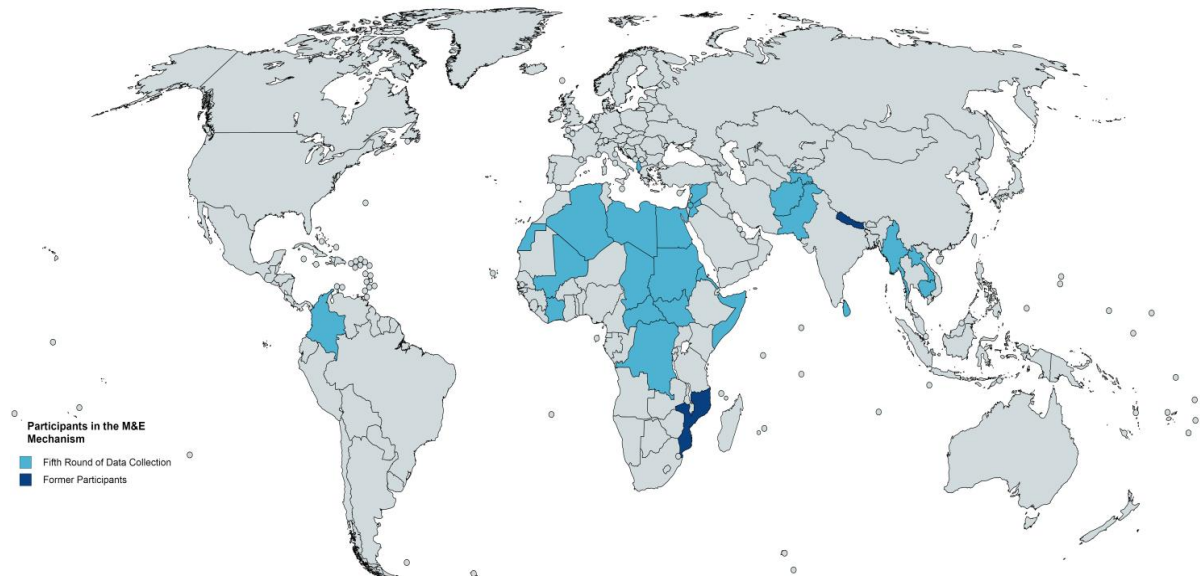 Participants in the M&E
Mechanism
Fifth Round of Data Collection
Former Participants